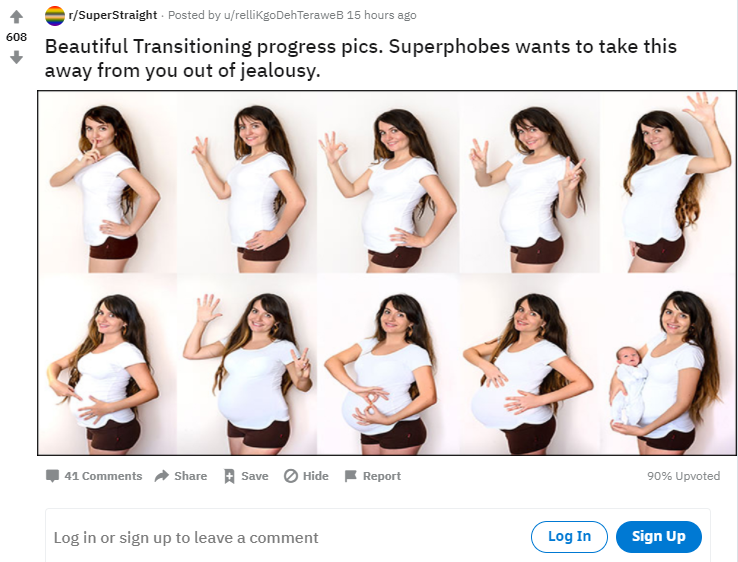 r/SuperStraight · Posted by u/relliKgoDehTeraweB 15 hours ago
608
Beautiful Transitioning progress pics. Superphobes wants to take this
away from you out of jealousy.
41 Comments Share Save Hide Report 90% Upvoted
Log in or sign up to leave a comment Log In Sign Up